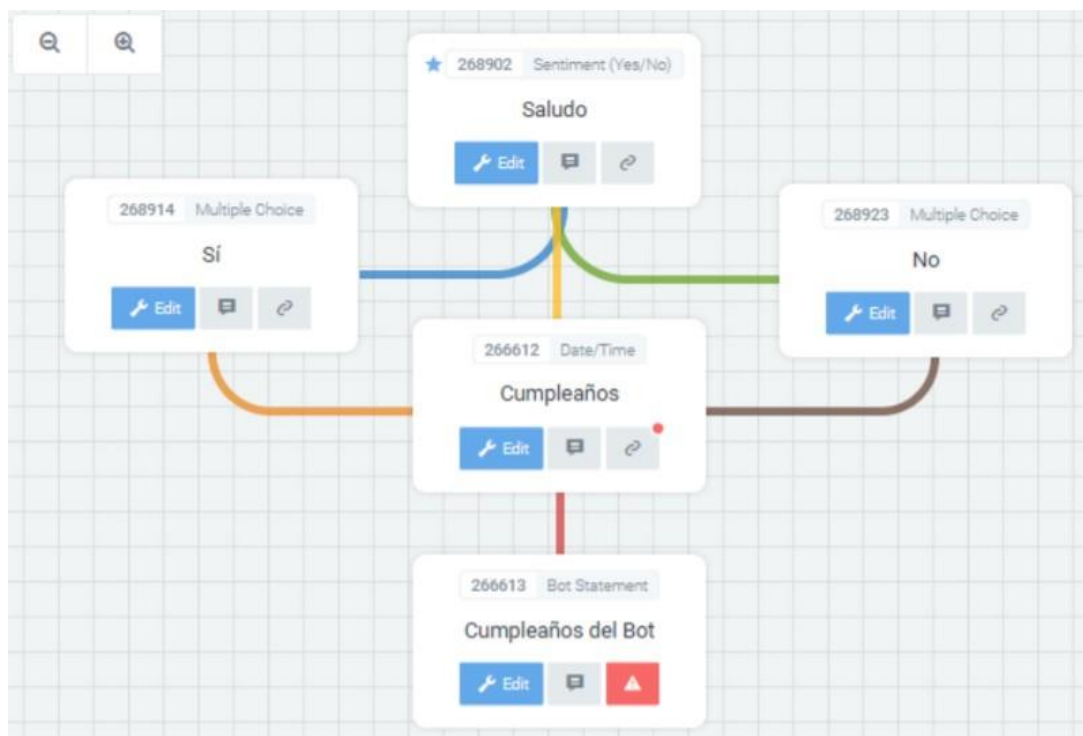 268902 Sentiment (Yes/No)
Saludo
Edit
268914 Multiple Choice
Sí
Edit
268923 Multiple Choice
No
Edit
266612 Date/Time
Cumpleaños
Edit
266613 Bot Statement
Cumpleaños del Bot
Edit